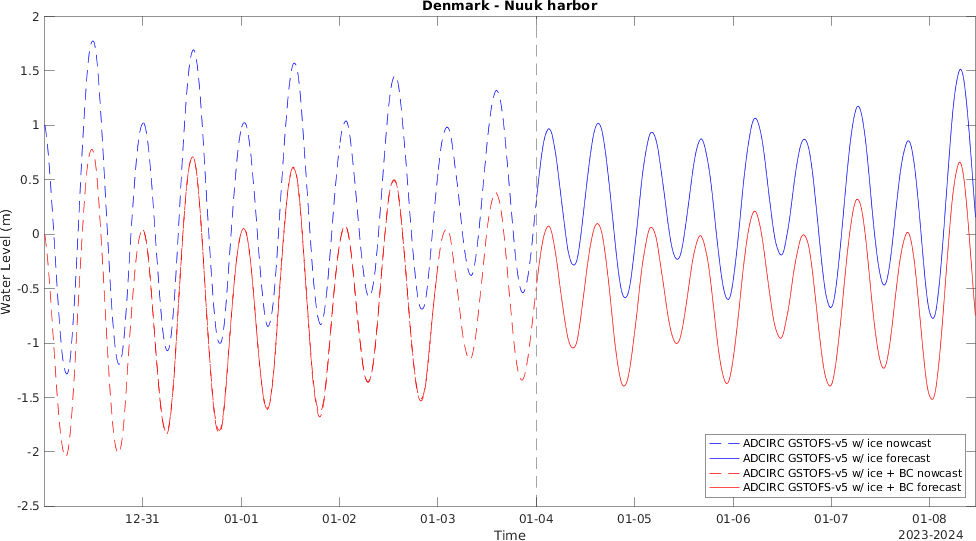 Denmark - Nuuk harbor
2
1.5
1
0.5
0
-0.5
-1
-1.5
-2
-2.5
Water Level (m)
ADCIRC GSTOFS-v5 w/ ice nowcast
ADCIRC GSTOFS-v5 w/ ice forecast
ADCIRC GSTOFS-v5 w/ ice + BC nowcast
ADCIRC GSTOFS-v5 w/ ice + BC forecast
12-31 01-01 01-02 01-03 01-04 01-05 01-06 01-07 01-08
Time
2023-2024